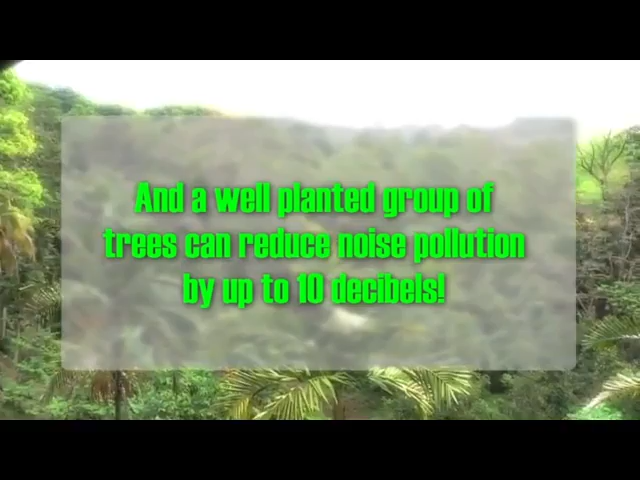 And a well planted group of
trees can reduce noise pollution
by up to 10 decibels!